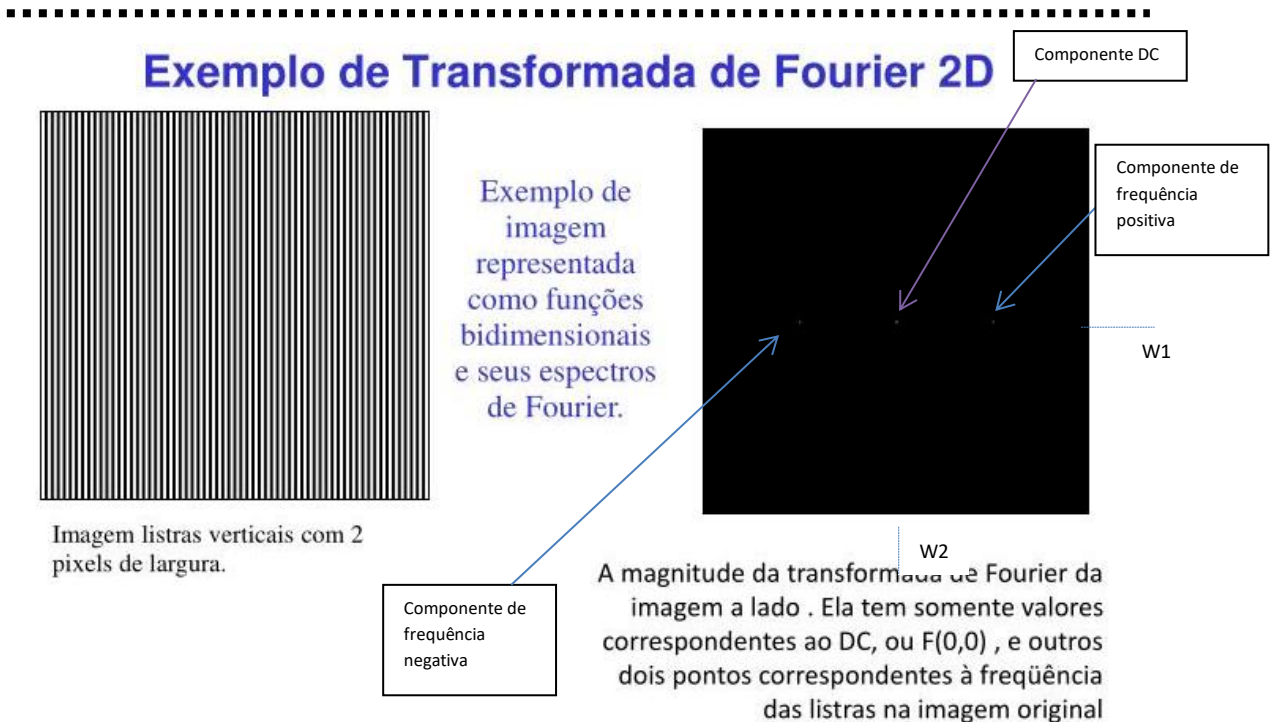 Exemplo de Transformada de Fourier 2D
Componente DC
Componente de
frequência
positiva
Exemplo de
imagem
representada
como funções
bidimensionais
e seus espectros
de Fourier.
W1
Imagem listras verticais com 2
pixels de largura.
W2
Componente de
frequência
negativa
A magnitude da transformada de Fourier da
imagem a lado . Ela tem somente valores
correspondentes ao DC, ou F(0,0) , e outros
dois pontos correspondentes à freqüência
das listras na imagem original